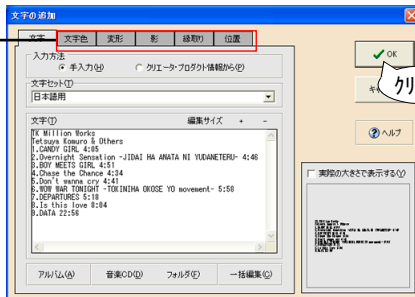 文字の追加
文字
文字色
変形
影
縁取り
位置
入力方法
手入力(H)
クリエータ・プロダクト情報から(P)
文字セット(T)
日本語用
文字(T)
編集サイズ + -
TK Million Works
Tetsuya Komuro & Others
1.CANDY GIRL 4:05
2.Overnight Sensation -JIDAI HA ANATA NI YUDANETERU- 4:46
3.BOY MEETS GIRL 4:51
4.Chase the Chance 4:34
5.Don't wanna cry 4:41
6.WOW WAR TONIGHT -TOKINIHA OKOSE YO movement- 5:58
7.DEPARTURES 5:18
8.Is this love 8:04
9.DATA 22:56
アルバム(A)
音楽CD(D)
フォルダ(F)
一括編集(C)
OK
クリ
キャ
ヘルプ
実際の大きさで表示する(V)